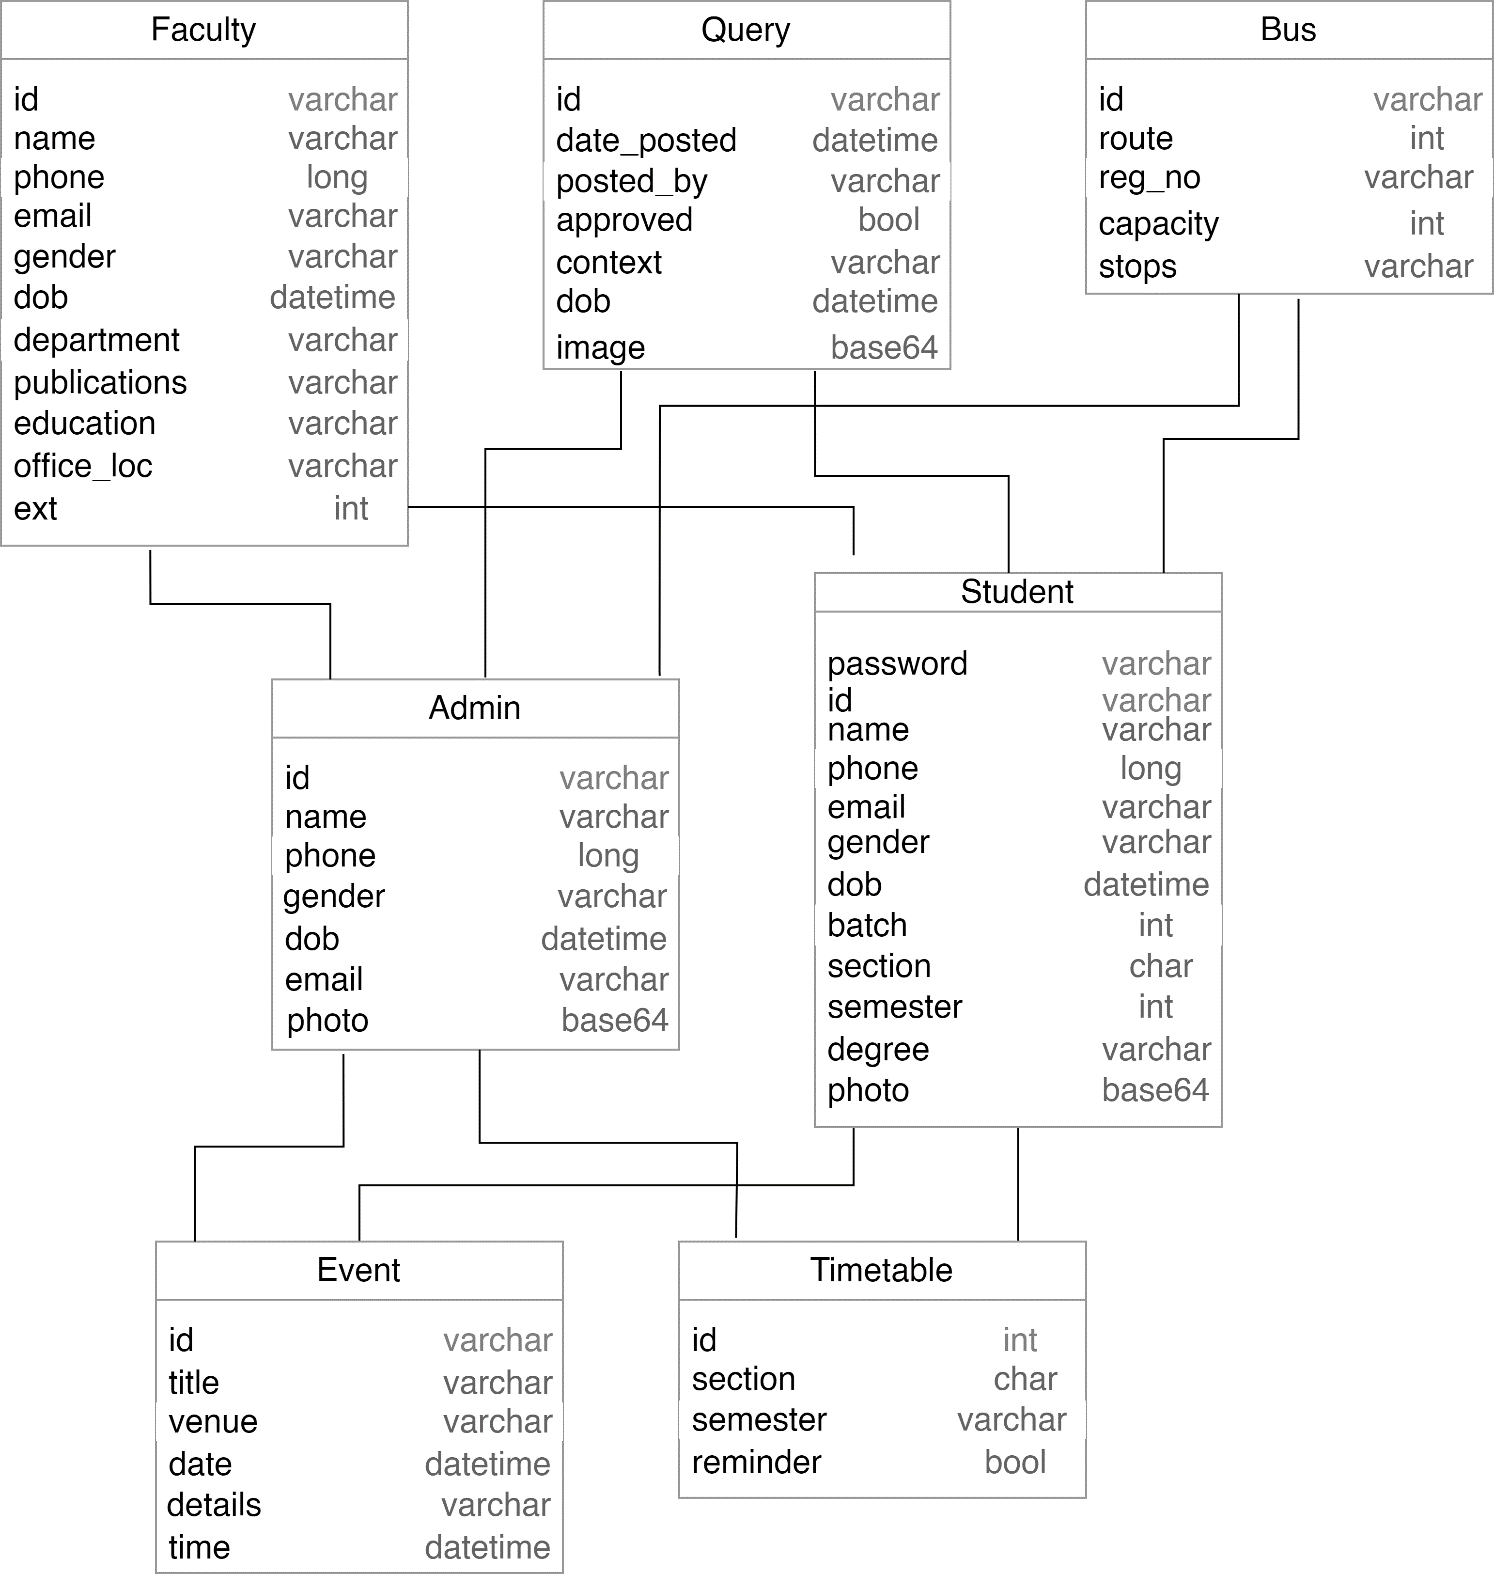 Faculty
id varchar
name varchar
phone long
email varchar
gender varchar
dob datetime
department varchar
publications varchar
education varchar
office_loc varchar
ext int
Query
id varchar
date_posted datetime
posted_by varchar
approved bool
context varchar
dob datetime
image base64
Bus
id varchar
route int
reg_no varchar
capacity int
stops varchar
Admin
id varchar
name varchar
phone long
gender varchar
dob datetime
email varchar
photo base64
Student
password varchar
id varchar
name varchar
phone long
email varchar
gender varchar
dob datetime
batch int
section char
semester int
degree varchar
photo base64
Event
id varchar
title varchar
venue varchar
date datetime
details varchar
time datetime
Timetable
id int
section char
semester varchar
reminder bool